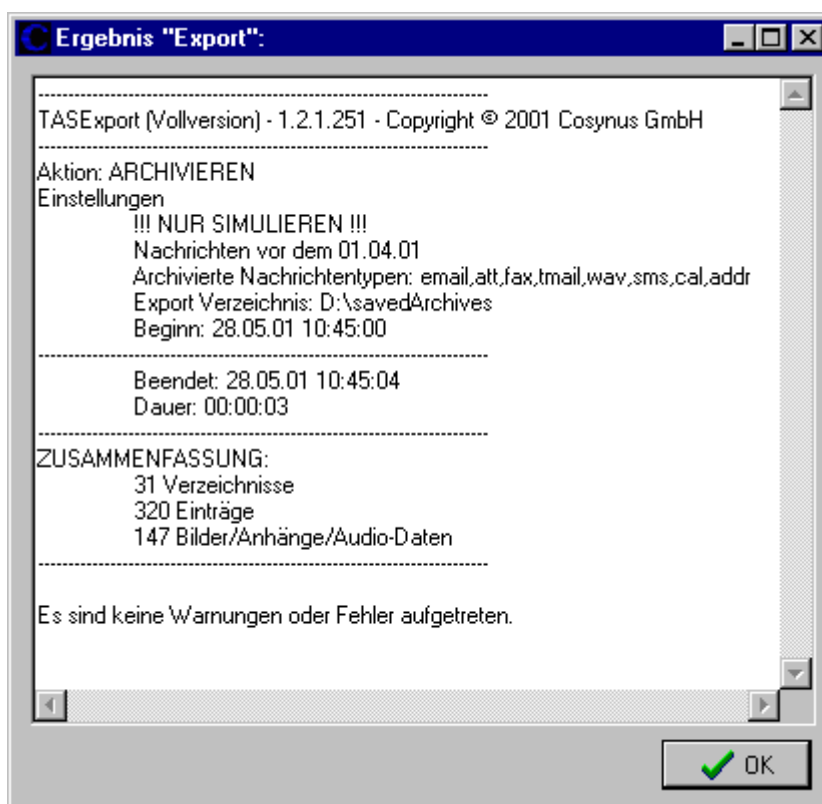 Ergebnis "Export":
--------------------------------------------------------------------------------
TASExport (Vollversion) - 1.2.1.251 - Copyright © 2001 Cosynus GmbH
--------------------------------------------------------------------------------
Aktion: ARCHIVIEREN
Einstellungen
!!! NUR SIMULIEREN !!!
Nachrichten vor dem 01.04.01
Archivierte Nachrichtentypen: email,att,fax,tmail,wav,sms,cal,addr
Export Verzeichnis: D:\savedArchives
Beginn: 28.05.01 10:45:00
--------------------------------------------------------------------------------
Beendet: 28.05.01 10:45:04
Dauer: 00:00:03
--------------------------------------------------------------------------------
ZUSAMMENFASSUNG:
31 Verzeichnisse
320 Einträge
147 Bilder/Anhänge/Audio-Daten
--------------------------------------------------------------------------------
Es sind keine Warnungen oder Fehler aufgetreten.
OK